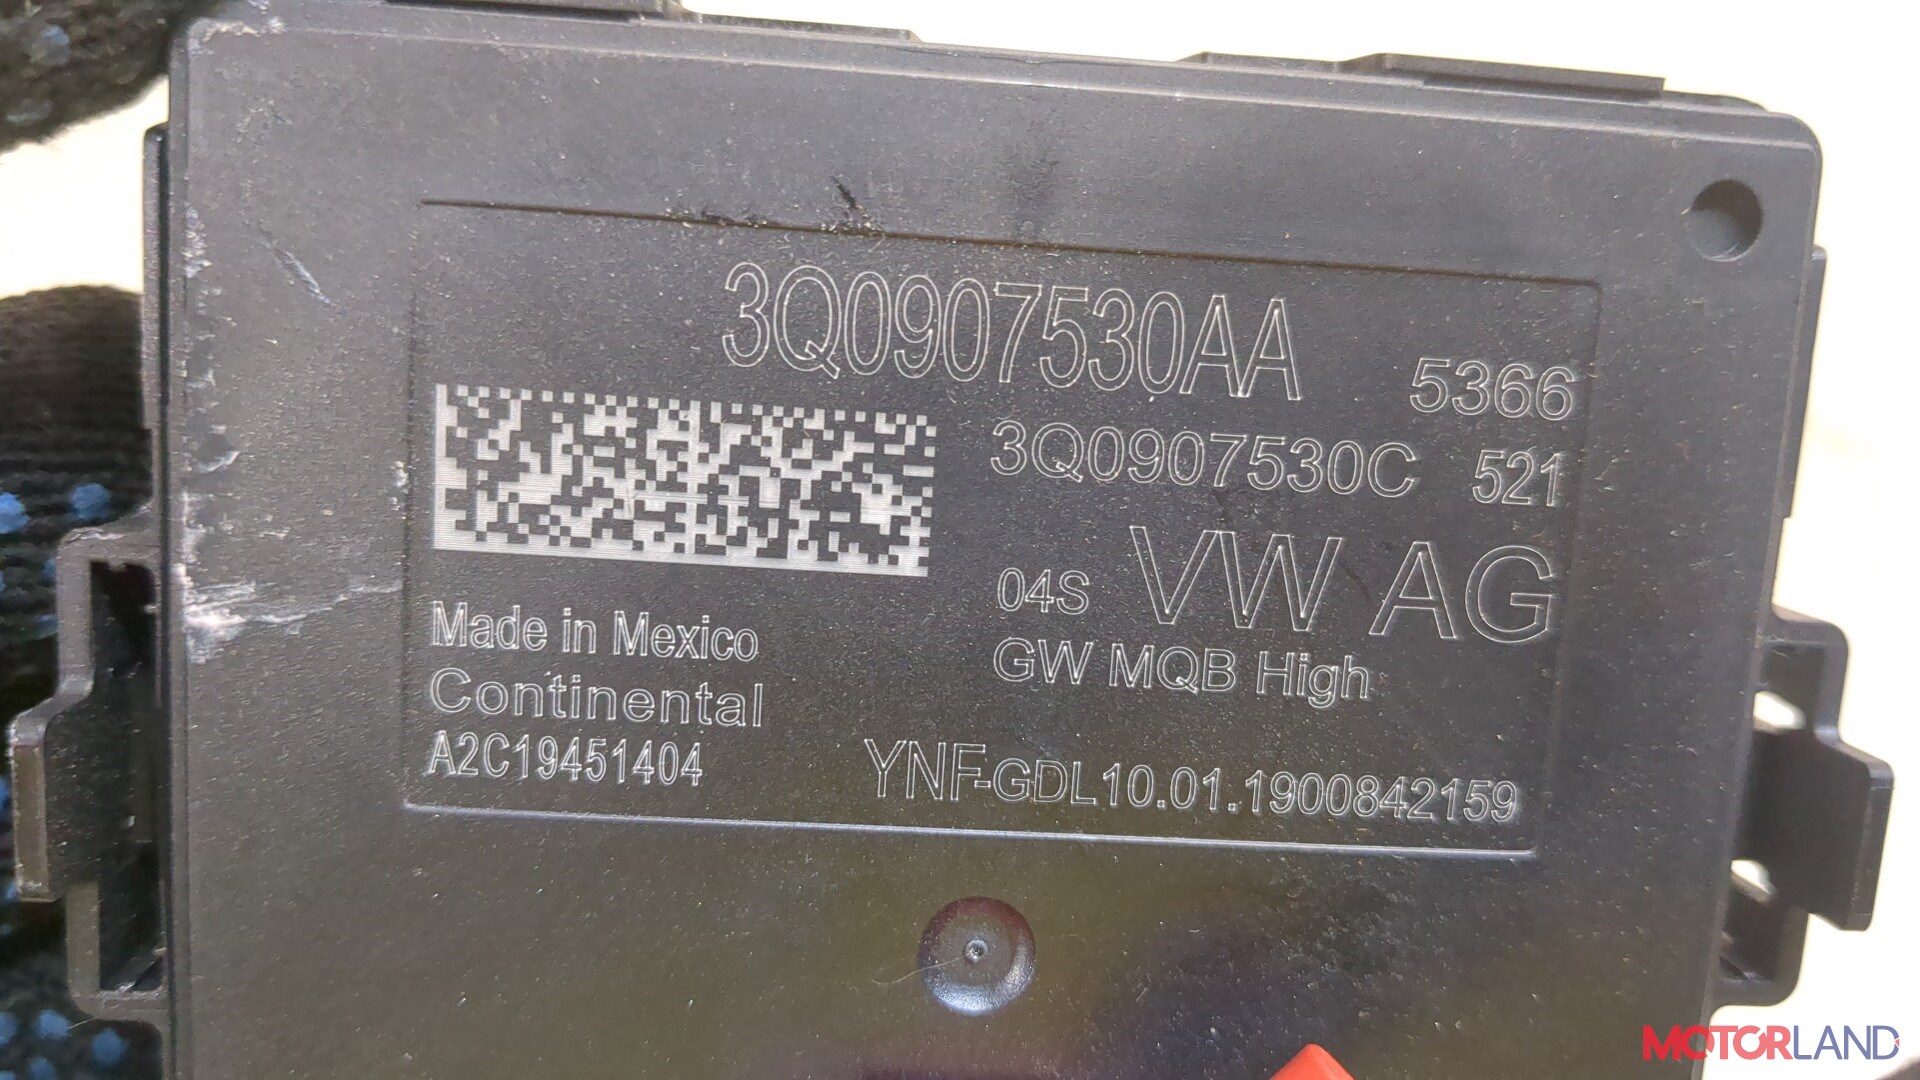 3Q0907530AA 5366
3Q0907530C 521
04S VW AG
GW MQB High
Made in Mexico
Continental
A2C19451404
YNF-GDL10.01.1900842159
MOTORLAND